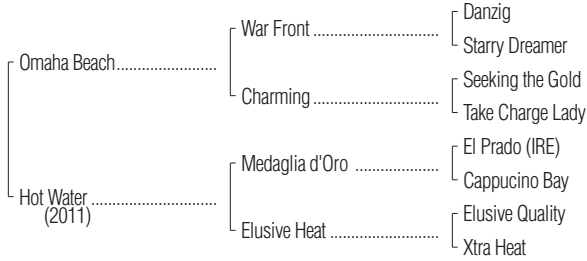 Danzig
War Front
Starry Dreamer
Omaha Beach
Seeking the Gold
Charming
Take Charge Lady
El Prado (IRE)
Medaglia d'Oro
Cappucino Bay
Hot Water
(2011)
Elusive Quality
Elusive Heat
Xtra Heat